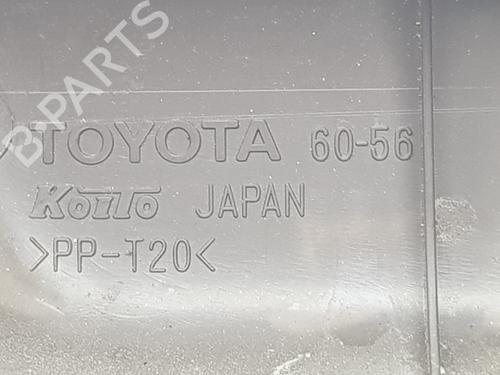 B-PARTS
TOYOTA 60-56
KOITO JAPAN
>PP-T20<